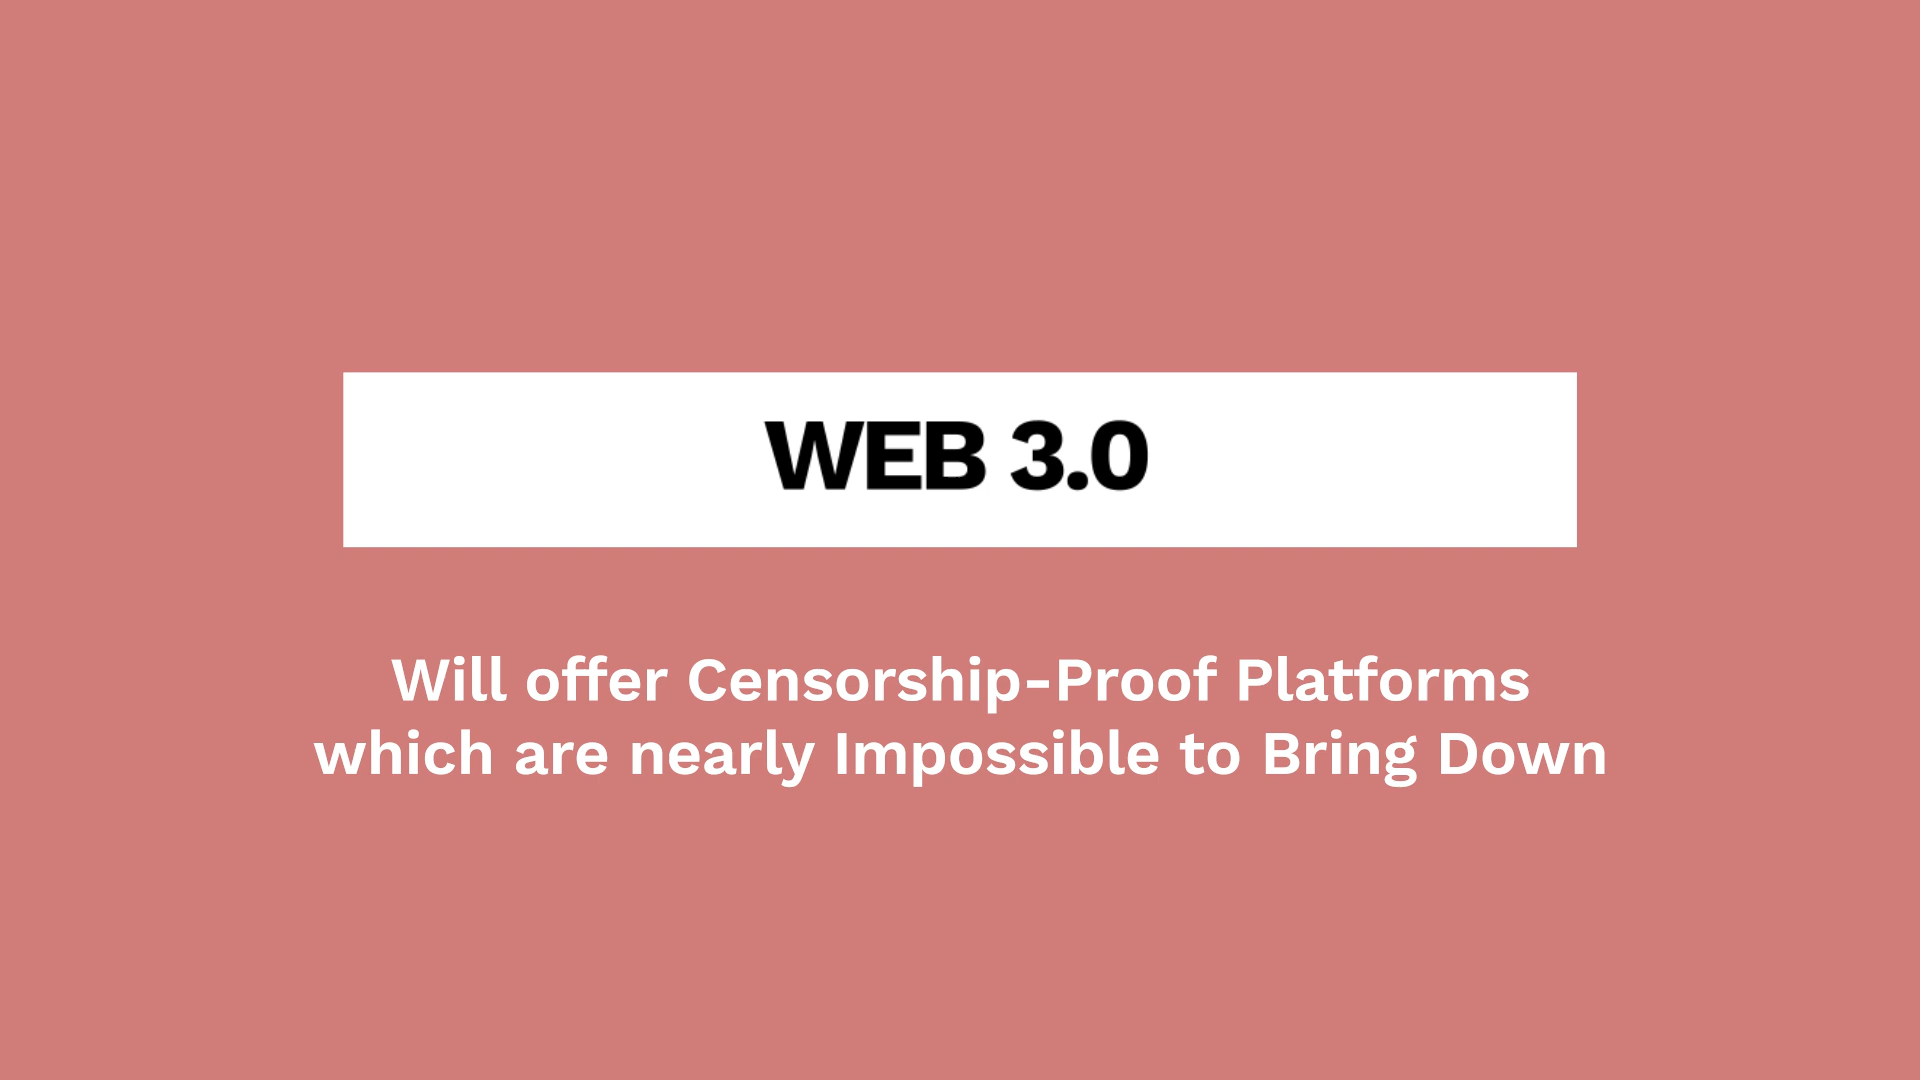 WEB 3.0
Will offer Censorship-Proof Platforms
which are nearly Impossible to Bring Down